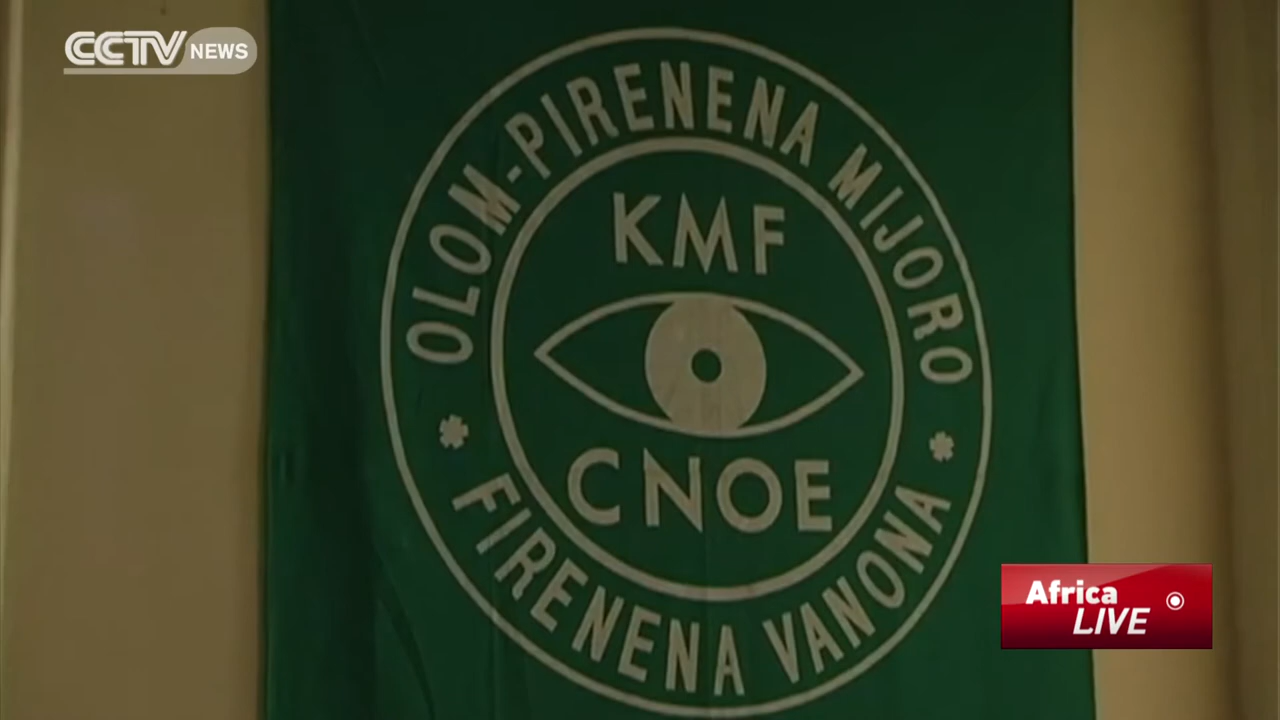 CCTV NEWS
OLOM-PIRENENA MIJORO
KMF
CNOE
FIRENENA VANONA
Africa
LIVE